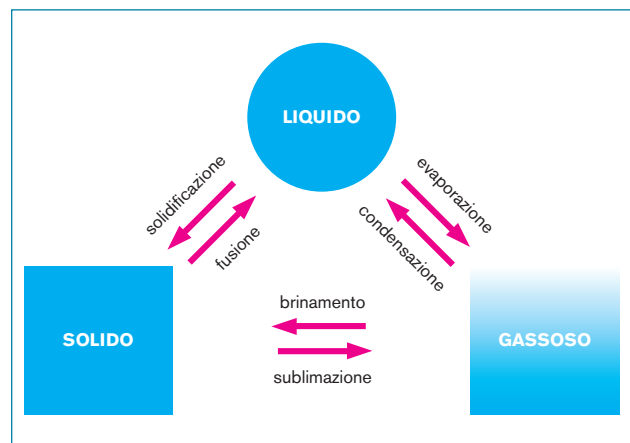 LIQUIDO
solidificazione
fusione
evaporazione
condensazione
brinamento
SOLIDO
GASSOSO
sublimazione